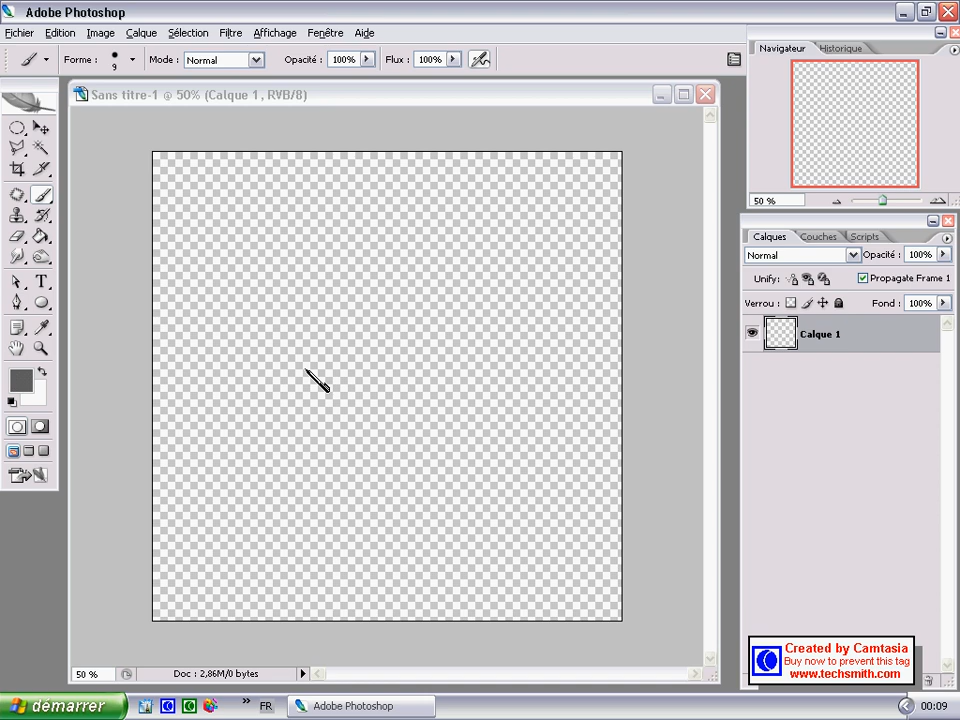 Adobe Photoshop
Fichier Edition Image Calque Sélection Filtre Affichage Fenêtre Aide
Forme : 9 Mode : Normal Opacité : 100% Flux : 100%
Sans titre-1 @ 50% (Calque 1, RVB/8)
Navigateur Historique
50 %
Calques Couches Scripts
Normal Opacité : 100%
Unify: Propagate Frame 1
Verrou : Fond : 100%
Calque 1
T
50 % Doc : 2,86M/0 bytes
Created by Camtasia
Buy now to prevent this tag
www.techsmith.com
démarrer » FR Adobe Photoshop 00:09